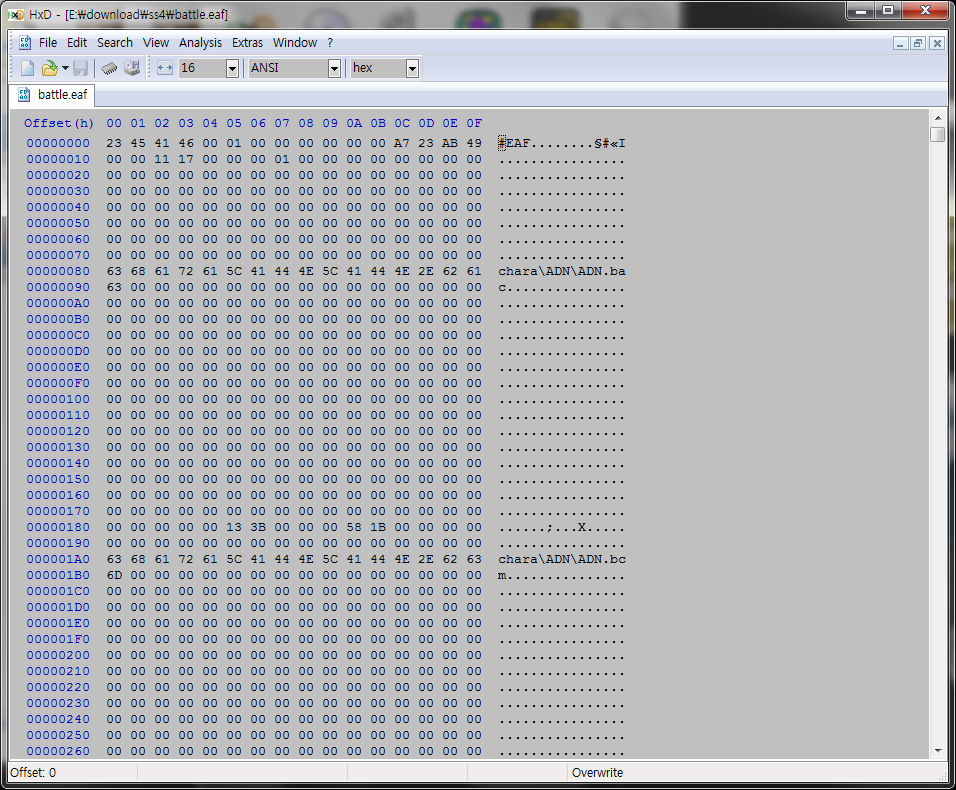 HxD - [E:₩download₩ss4₩battle.eaf]
File Edit Search View Analysis Extras Window ?
16 ANSI hex
battle.eaf
Offset(h) 00 01 02 03 04 05 06 07 08 09 0A 0B 0C 0D 0E 0F
00000000 23 45 41 46 00 01 00 00 00 00 00 00 A7 23 AB 49 #EAF........§#«I
00000010 00 00 11 17 00 00 00 01 00 00 00 00 00 00 00 00 ................
00000020 00 00 00 00 00 00 00 00 00 00 00 00 00 00 00 00 ................
00000030 00 00 00 00 00 00 00 00 00 00 00 00 00 00 00 00 ................
00000040 00 00 00 00 00 00 00 00 00 00 00 00 00 00 00 00 ................
00000050 00 00 00 00 00 00 00 00 00 00 00 00 00 00 00 00 ................
00000060 00 00 00 00 00 00 00 00 00 00 00 00 00 00 00 00 ................
00000070 00 00 00 00 00 00 00 00 00 00 00 00 00 00 00 00 ................
00000080 63 68 61 72 61 5C 41 44 4E 5C 41 44 4E 2E 62 61 chara\ADN\ADN.ba
00000090 63 00 00 00 00 00 00 00 00 00 00 00 00 00 00 00 c...............
000000A0 00 00 00 00 00 00 00 00 00 00 00 00 00 00 00 00 ................
000000B0 00 00 00 00 00 00 00 00 00 00 00 00 00 00 00 00 ................
000000C0 00 00 00 00 00 00 00 00 00 00 00 00 00 00 00 00 ................
000000D0 00 00 00 00 00 00 00 00 00 00 00 00 00 00 00 00 ................
000000E0 00 00 00 00 00 00 00 00 00 00 00 00 00 00 00 00 ................
000000F0 00 00 00 00 00 00 00 00 00 00 00 00 00 00 00 00 ................
00000100 00 00 00 00 00 00 00 00 00 00 00 00 00 00 00 00 ................
00000110 00 00 00 00 00 00 00 00 00 00 00 00 00 00 00 00 ................
00000120 00 00 00 00 00 00 00 00 00 00 00 00 00 00 00 00 ................
00000130 00 00 00 00 00 00 00 00 00 00 00 00 00 00 00 00 ................
00000140 00 00 00 00 00 00 00 00 00 00 00 00 00 00 00 00 ................
00000150 00 00 00 00 00 00 00 00 00 00 00 00 00 00 00 00 ................
00000160 00 00 00 00 00 00 00 00 00 00 00 00 00 00 00 00 ................
00000170 00 00 00 00 00 00 00 00 00 00 00 00 00 00 00 00 ................
00000180 00 00 00 00 00 13 3B 00 00 00 58 1B 00 00 00 00 ......;...X.....
00000190 00 00 00 00 00 00 00 00 00 00 00 00 00 00 00 00 ................
000001A0 63 68 61 72 61 5C 41 44 4E 5C 41 44 4E 2E 62 63 chara\ADN\ADN.bc
000001B0 6D 00 00 00 00 00 00 00 00 00 00 00 00 00 00 00 m...............
000001C0 00 00 00 00 00 00 00 00 00 00 00 00 00 00 00 00 ................
000001D0 00 00 00 00 00 00 00 00 00 00 00 00 00 00 00 00 ................
000001E0 00 00 00 00 00 00 00 00 00 00 00 00 00 00 00 00 ................
000001F0 00 00 00 00 00 00 00 00 00 00 00 00 00 00 00 00 ................
00000200 00 00 00 00 00 00 00 00 00 00 00 00 00 00 00 00 ................
00000210 00 00 00 00 00 00 00 00 00 00 00 00 00 00 00 00 ................
00000220 00 00 00 00 00 00 00 00 00 00 00 00 00 00 00 00 ................
00000230 00 00 00 00 00 00 00 00 00 00 00 00 00 00 00 00 ................
00000240 00 00 00 00 00 00 00 00 00 00 00 00 00 00 00 00 ................
00000250 00 00 00 00 00 00 00 00 00 00 00 00 00 00 00 00 ................
00000260 00 00 00 00 00 00 00 00 00 00 00 00 00 00 00 00 ................
Offset: 0 Overwrite